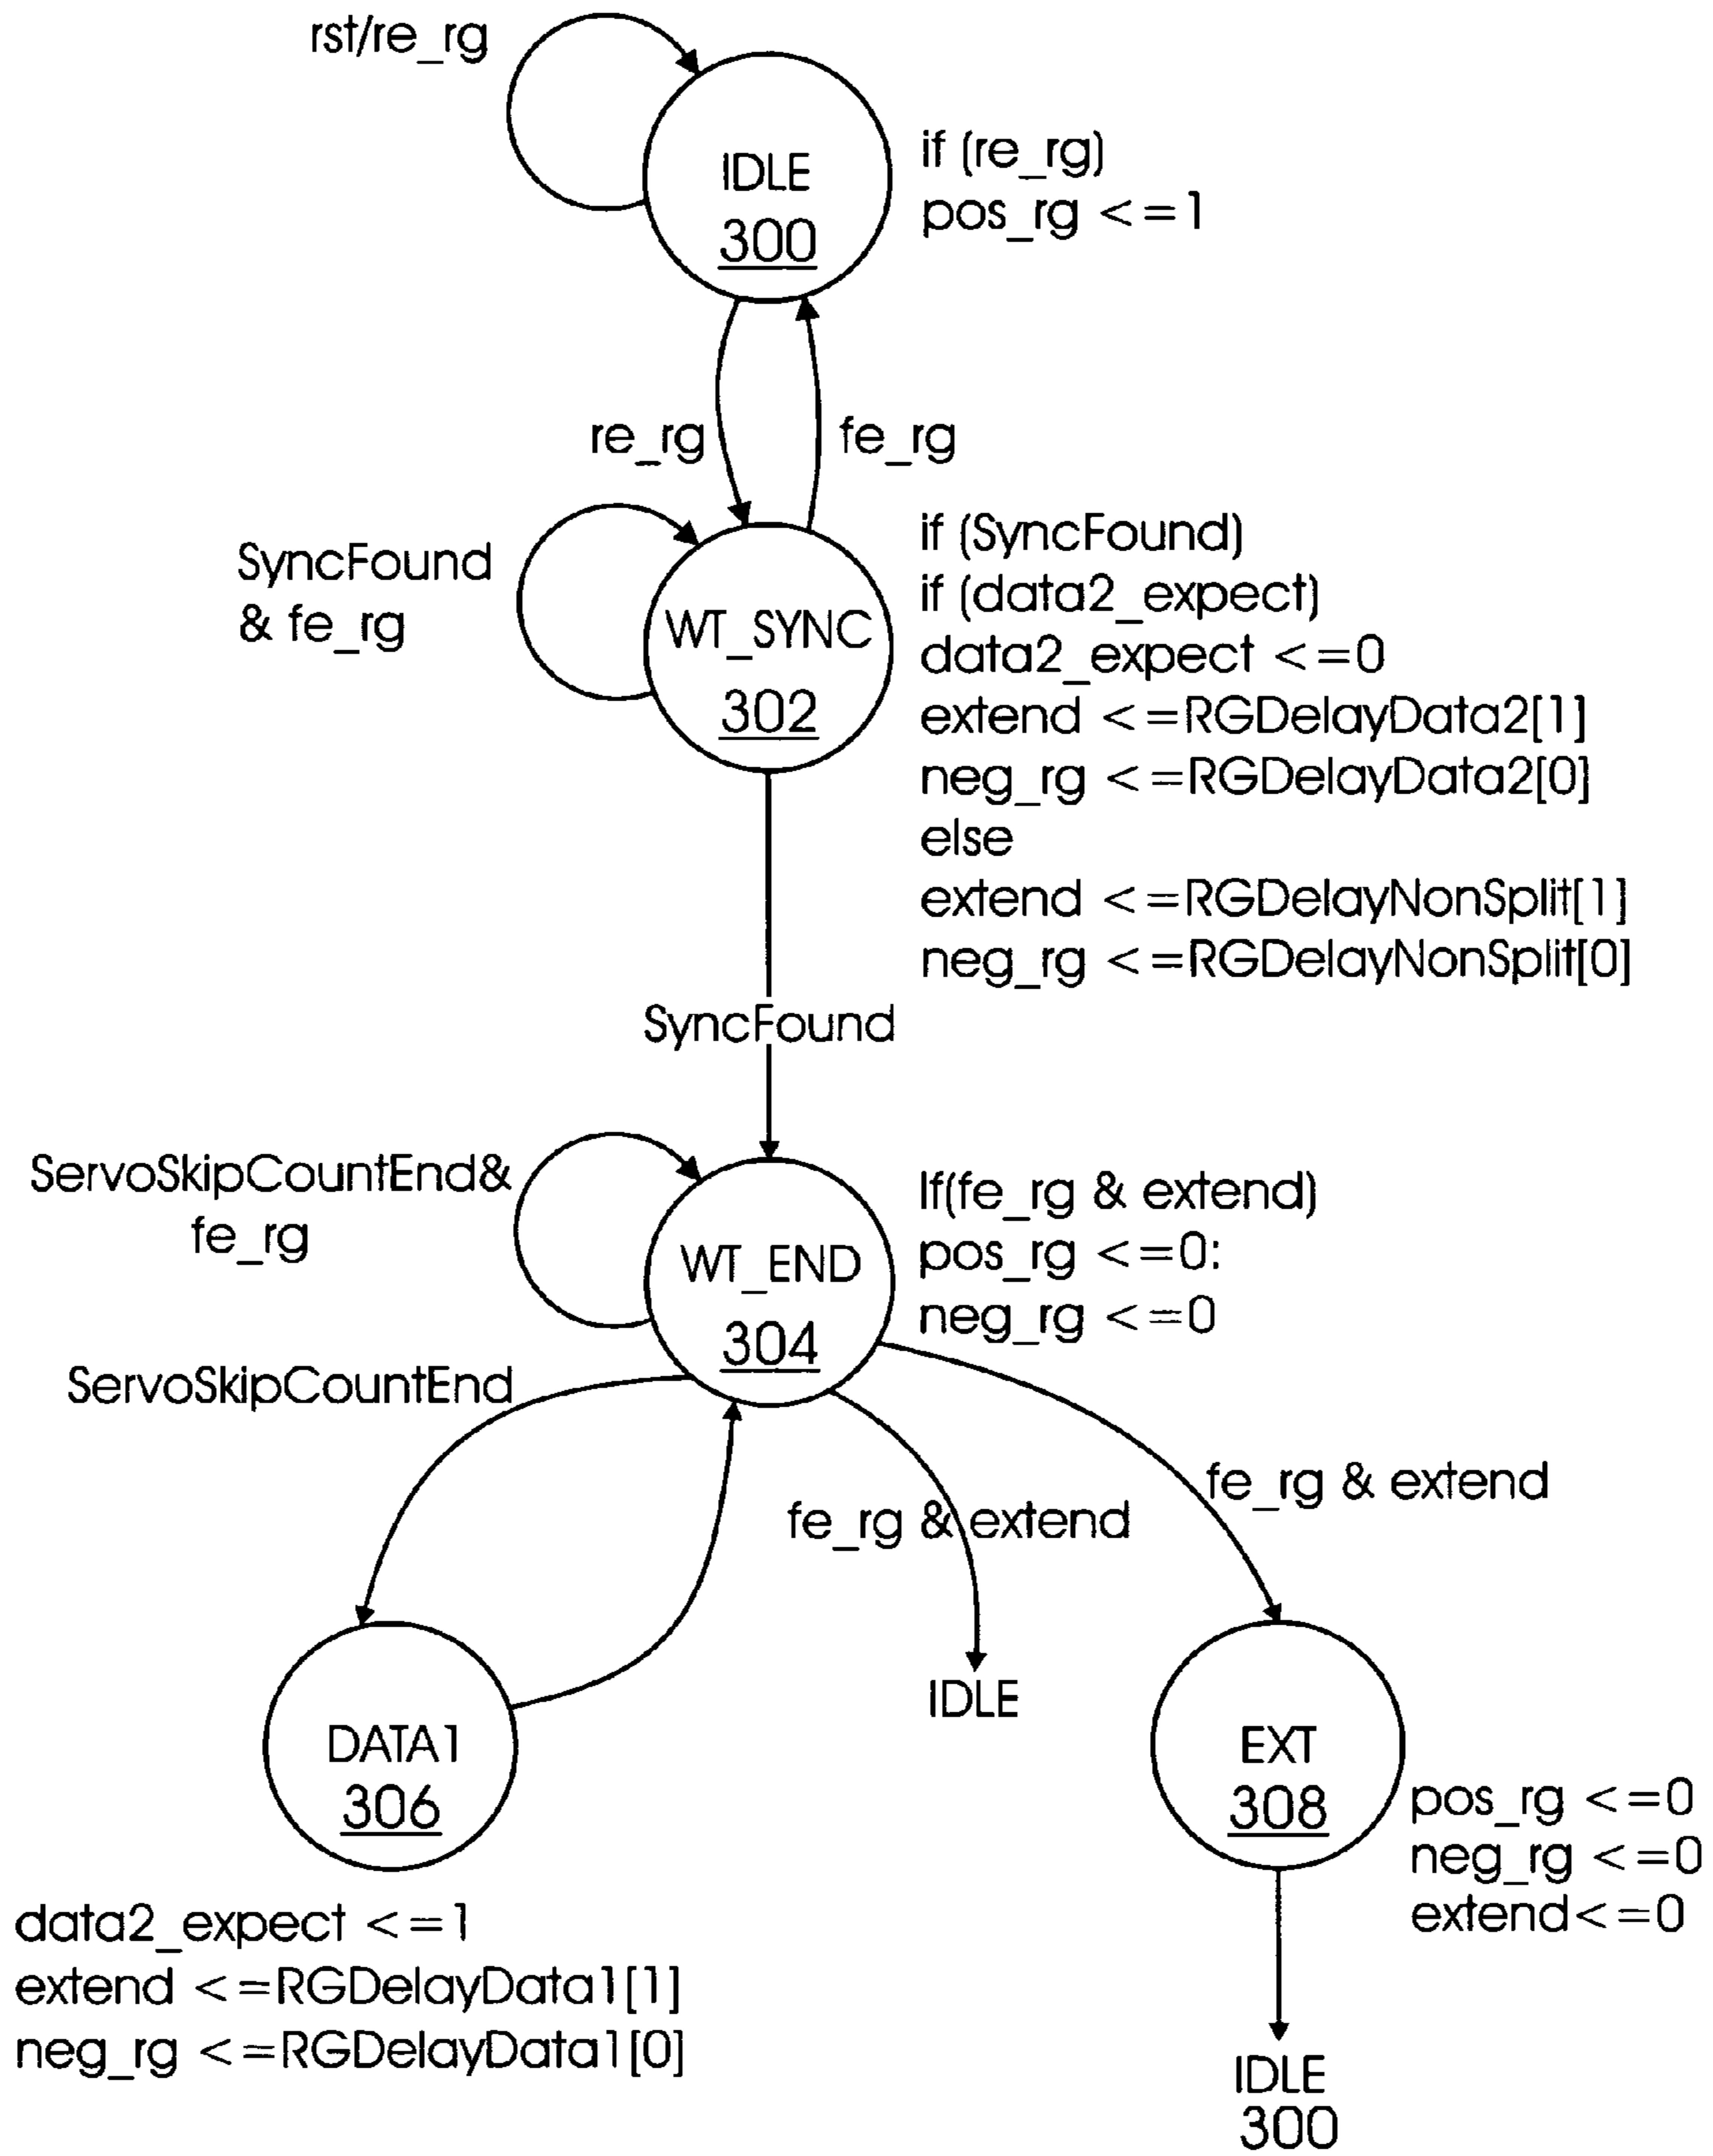 rst/re_rg
IDLE
300
if (re_rg)
pos_rg <=1
re_rg
fe_rg
SyncFound
& fe_rg
WT_SYNC
302
if (SyncFound)
if (data2_expect)
data2_expect <=0
extend <=RGDelayData2[1]
neg_rg <=RGDelayData2[0]
else
extend <=RGDelayNonSplit[1]
neg_rg <=RGDelayNonSplit[0]
SyncFound
ServoSkipCountEnd&
fe_rg
WT_END
304
If(fe_rg & extend)
pos_rg <=0:
neg_rg <=0
ServoSkipCountEnd
fe_rg & extend
fe_rg & extend
IDLE
DATA1
306
EXT
308
pos_rg <=0
neg_rg <=0
extend<=0
data2_expect <=1
extend <=RGDelayData1[1]
neg_rg <=RGDelayData1[0]
IDLE
300